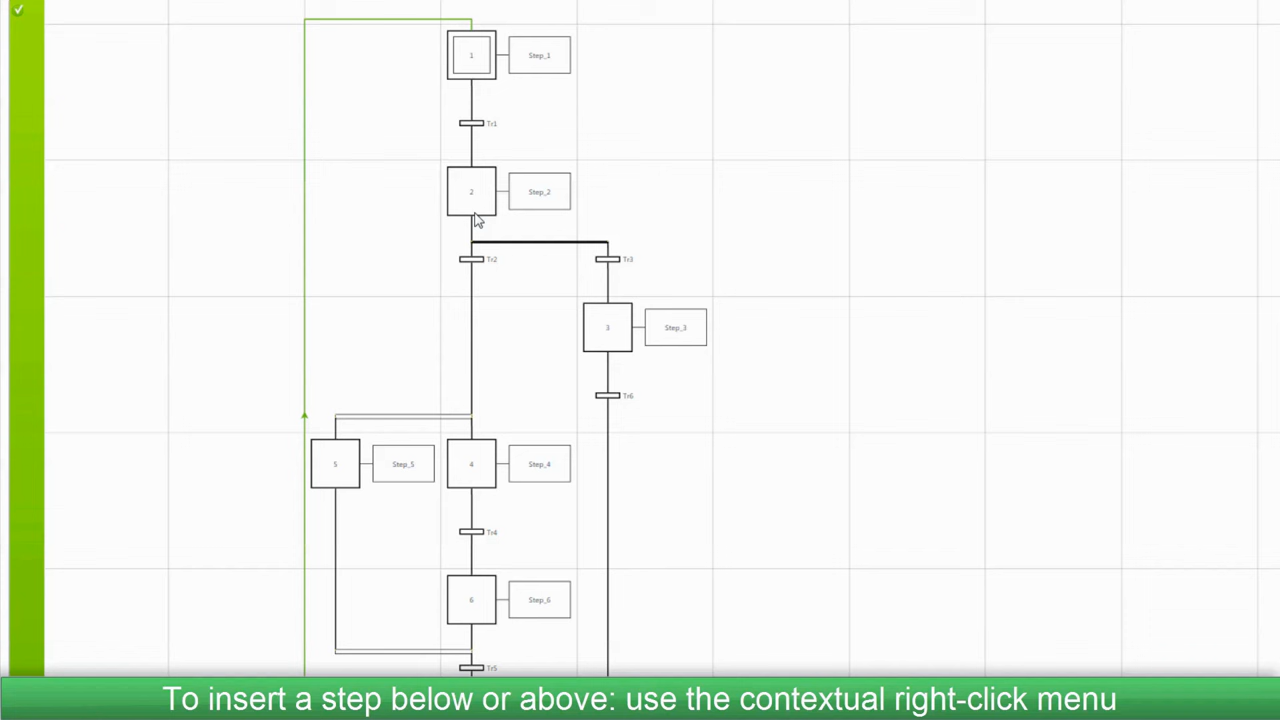 1 Step_1
Tr1
2 Step_2
Tr2 Tr3
3 Step_3
Tr6
5 Step_5 4 Step_4
Tr4
6 Step_6
Tr5
To insert a step below or above: use the contextual right-click menu